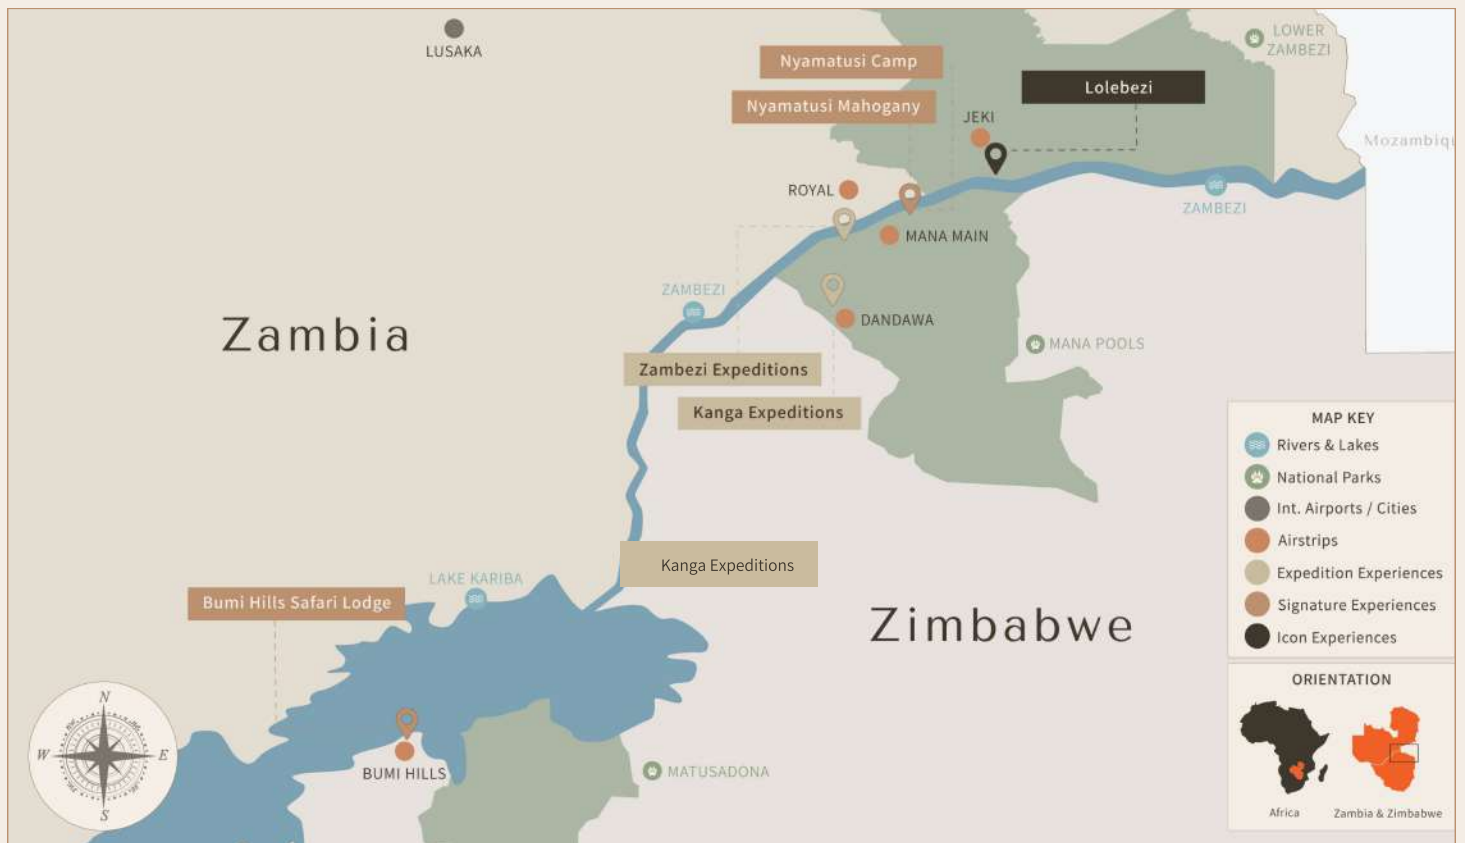 LUSAKA
LOWER
ZAMBEZI
Nyamatusi Camp
Lolebezi
Nyamatusi Mahogany
JEKI
ROYAL
ZAMBEZI
MANA MAIN
ZAMBEZI
DANDAWA
Zambia
MANA POOLS
Zambezi Expeditions
Kanga Expeditions
MAP KEY
Rivers & Lakes
National Parks
Int. Airports / Cities
Airstrips
Expedition Experiences
Signature Experiences
Icon Experiences
Kanga Expeditions
LAKE KARIBA
Bumi Hills Safari Lodge
Zimbabwe
ORIENTATION
Africa
Zambia & Zimbabwe
N
W
E
S
BUMI HILLS
MATUSADONA